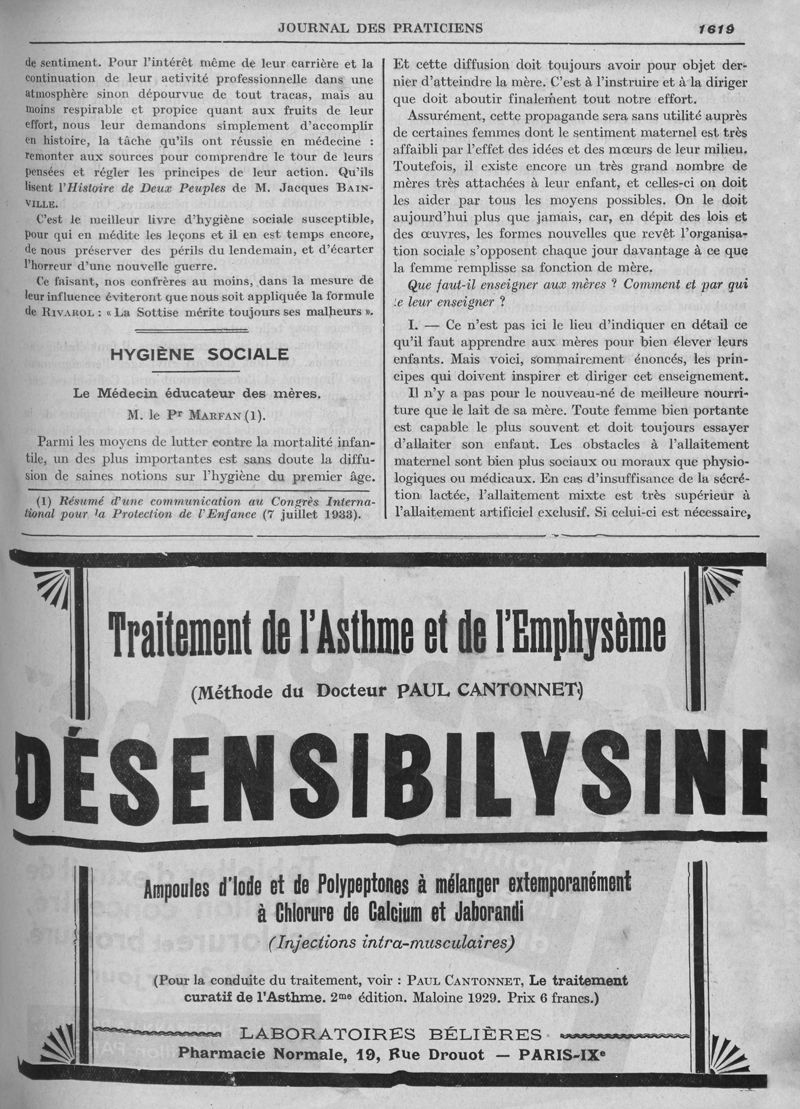 JOURNAL DES PRATICIENS
1619
de sentiment. Pour l'intérêt même de leur carrière et la
continuation de leur activité professionnelle dans une
atmosphère sinon dépourvue de tout tracas, mais au
moins respirable et propice quant aux fruits de leur
effort, nous leur demandons simplement d'accomplir
en histoire, la tâche qu'ils ont réussie en médecine :
remonter aux sources pour comprendre le tour de leurs
pensées et régler les principes de leur action. Qu'ils
lisent l'Histoire de Deux Peuples de M. Jacques BAIN-
VILLE.
C'est le meilleur livre d'hygiène sociale susceptible,
pour qui en médite les leçons et il en est temps encore,
de nous préserver des périls du lendemain, et d'écarter
l'horreur d'une nouvelle guerre.
Ce faisant, nos confrères au moins, dans la mesure de
leur influence éviteront que nous soit appliquée la formule
de RIVAROL : « La Sottise mérite toujours ses malheurs ».
HYGIÈNE SOCIALE
Le Médecin éducateur des mères.
M. le Pr MARFAN (1).
Parmi les moyens de lutter contre la mortalité infan-
tile, un des plus importantes est sans doute la diffu-
sion de saines notions sur l'hygiène du premier âge.
(1) Résumé d'une communication au Congrès Interna-
tional pour la Protection de l'Enfance (7 juillet 1933).
Et cette diffusion doit toujours avoir pour objet der-
nier d'atteindre la mère. C'est à l'instruire et à la diriger
que doit aboutir finalement tout notre effort.
Assurément, cette propagande sera sans utilité auprès
de certaines femmes dont le sentiment maternel est très
affaibli par l'effet des idées et des mœurs de leur milieu.
Toutefois, il existe encore un très grand nombre de
mères très attachées à leur enfant, et celles-ci on doit
les aider par tous les moyens possibles. On le doit
aujourd'hui plus que jamais, car, en dépit des lois et
des œuvres, les formes nouvelles que revêt l'organisa-
tion sociale s'opposent chaque jour davantage à ce que
la femme remplisse sa fonction de mère.
Que faut-il enseigner aux mères ? Comment et par qui
le leur enseigner ?
I. — Ce n'est pas ici le lieu d'indiquer en détail ce
qu'il faut apprendre aux mères pour bien élever leurs
enfants. Mais voici, sommairement énoncés, les prin-
cipes qui doivent inspirer et diriger cet enseignement.
Il n'y a pas pour le nouveau-né de meilleure nourri-
ture que le lait de sa mère. Toute femme bien portante
est capable le plus souvent et doit toujours essayer
d'allaiter son enfant. Les obstacles à l'allaitement
maternel sont bien plus sociaux ou moraux que physio-
logiques ou médicaux. En cas d'insuffisance de la sécré-
tion lactée, l'allaitement mixte est très supérieur à
l'allaitement artificiel exclusif. Si celui-ci est nécessaire,
Traitement de l'Asthme et de l'Emphysème
(Méthode du Docteur PAUL CANTONNET)
DÉSENSIBILYSINE
Ampoules d'Iode et de Polypeptones à mélanger extemporanément
à Chlorure de Calcium et Jaborandi
(Injections intra-musculaires)
(Pour la conduite du traitement, voir : PAUL CANTONNET, Le traitement
curatif de l'Asthme. 2me édition. Maloine 1929. Prix 6 francs.)
LABORATOIRES BÉLIÈRES
Pharmacie Normale, 19, Rue Drouot — PARIS-IXe